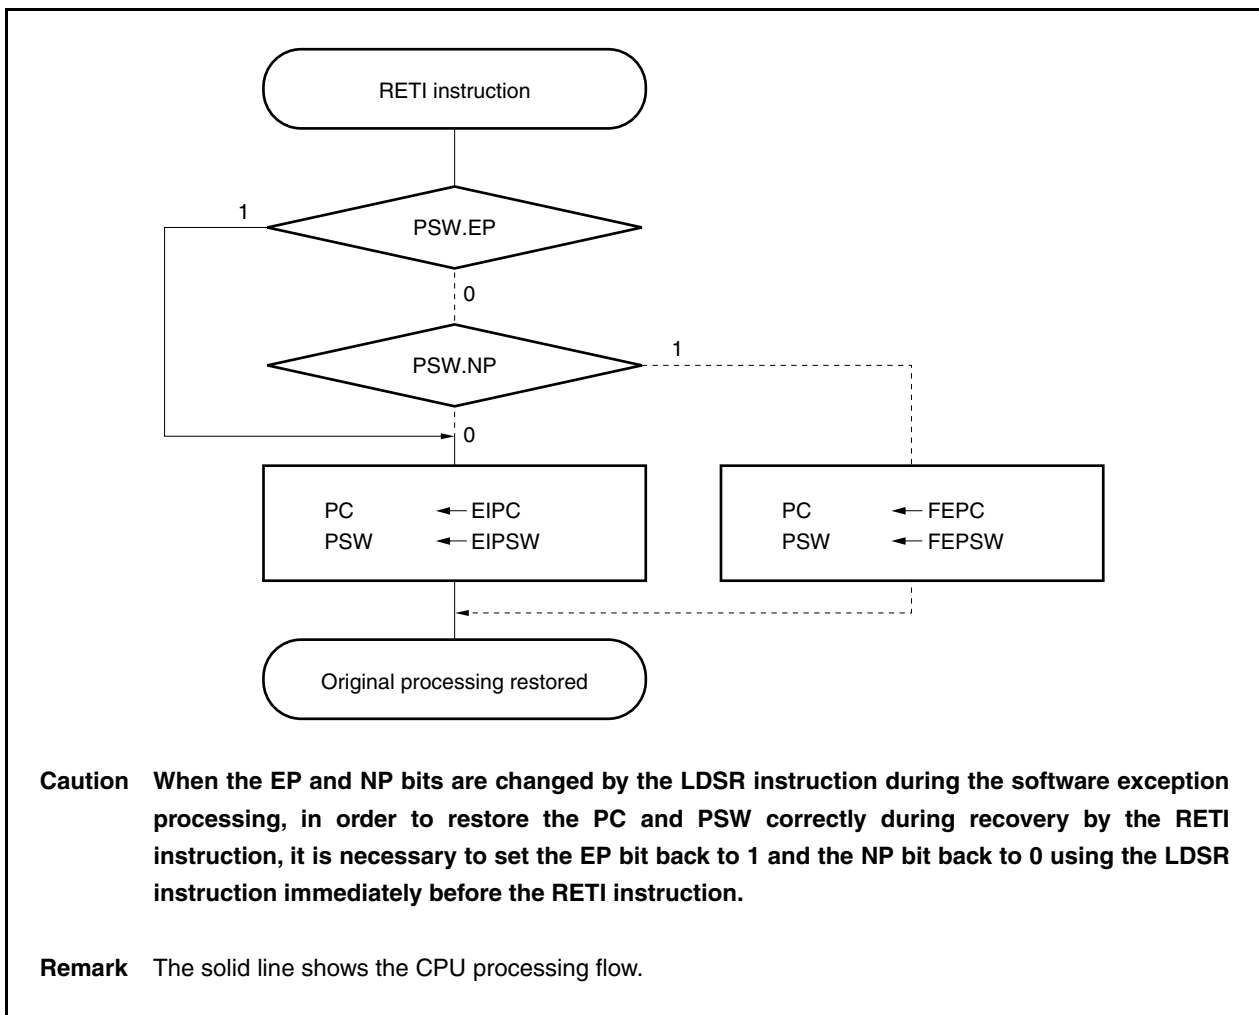 RETI instruction
1
PSW.EP
0
1
PSW.NP
0
PC ← EIPC
PSW ← EIPSW
PC ← FEPC
PSW ← FEPSW
Original processing restored
Caution When the EP and NP bits are changed by the LDSR instruction during the software exception
processing, in order to restore the PC and PSW correctly during recovery by the RETI
instruction, it is necessary to set the EP bit back to 1 and the NP bit back to 0 using the LDSR
instruction immediately before the RETI instruction.
Remark The solid line shows the CPU processing flow.